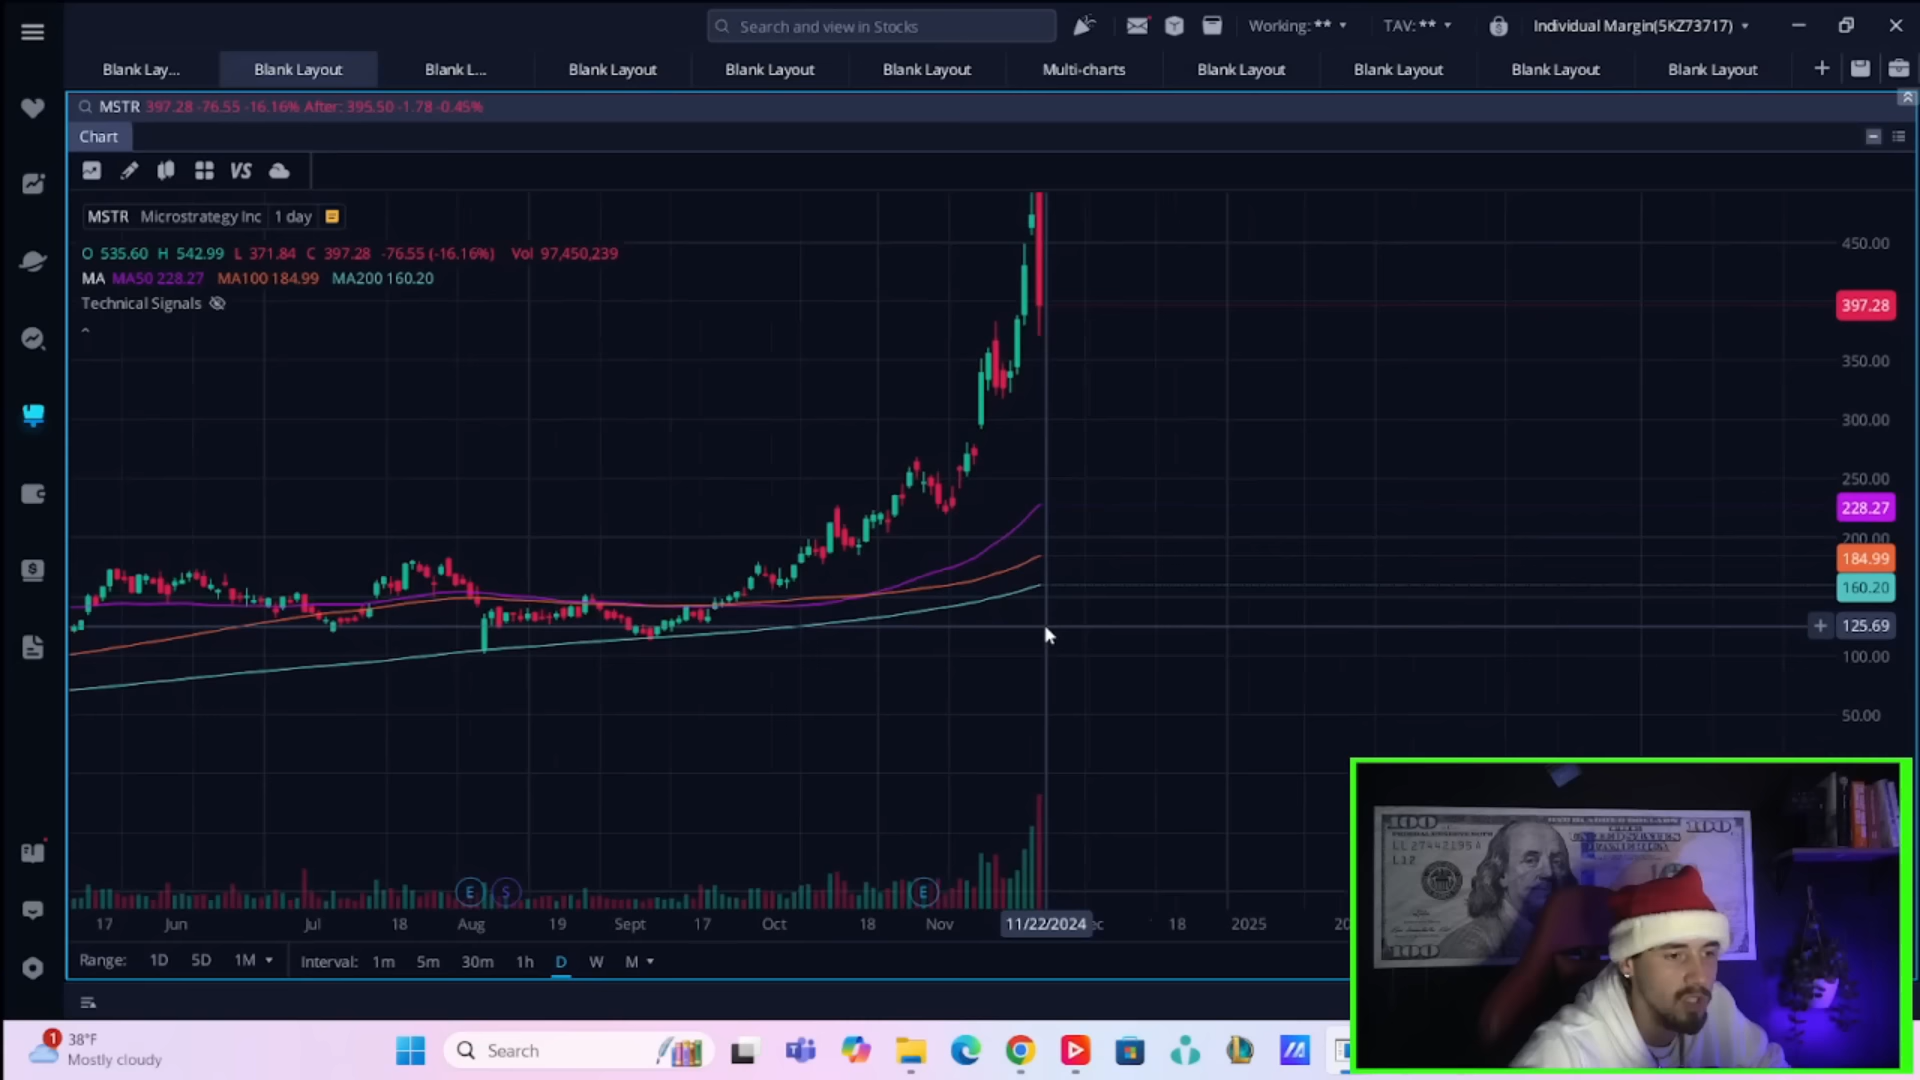 Search and view in Stocks
Working: **
TAV: **
Individual Margin(5KZ73717)
Blank Lay...
Blank Layout
Blank L...
Blank Layout
Blank Layout
Blank Layout
Multi-charts
Blank Layout
Blank Layout
Blank Layout
Blank Layout
MSTR 397.28 -76.55 -16.16% After: 395.50 -1.78 -0.45%
Chart
VS
MSTR Microstrategy Inc 1 day
O 535.60 H 542.99 L 371.84 C 397.28 -76.55 (-16.16%) Vol 97,450,239
MA MA50 228.27 MA100 184.99 MA200 160.20
Technical Signals
450.00
397.28
350.00
300.00
250.00
228.27
200.00
184.99
160.20
125.69
100.00
50.00
E S E
17 Jun Jul 18 Aug 19 Sept 17 Oct 18 Nov 11/22/2024 18 2025
Range: 1D 5D 1M Interval: 1m 5m 30m 1h D W M
100
100
LL 27442195 A
L12
100
1
38°F
Mostly cloudy
Search